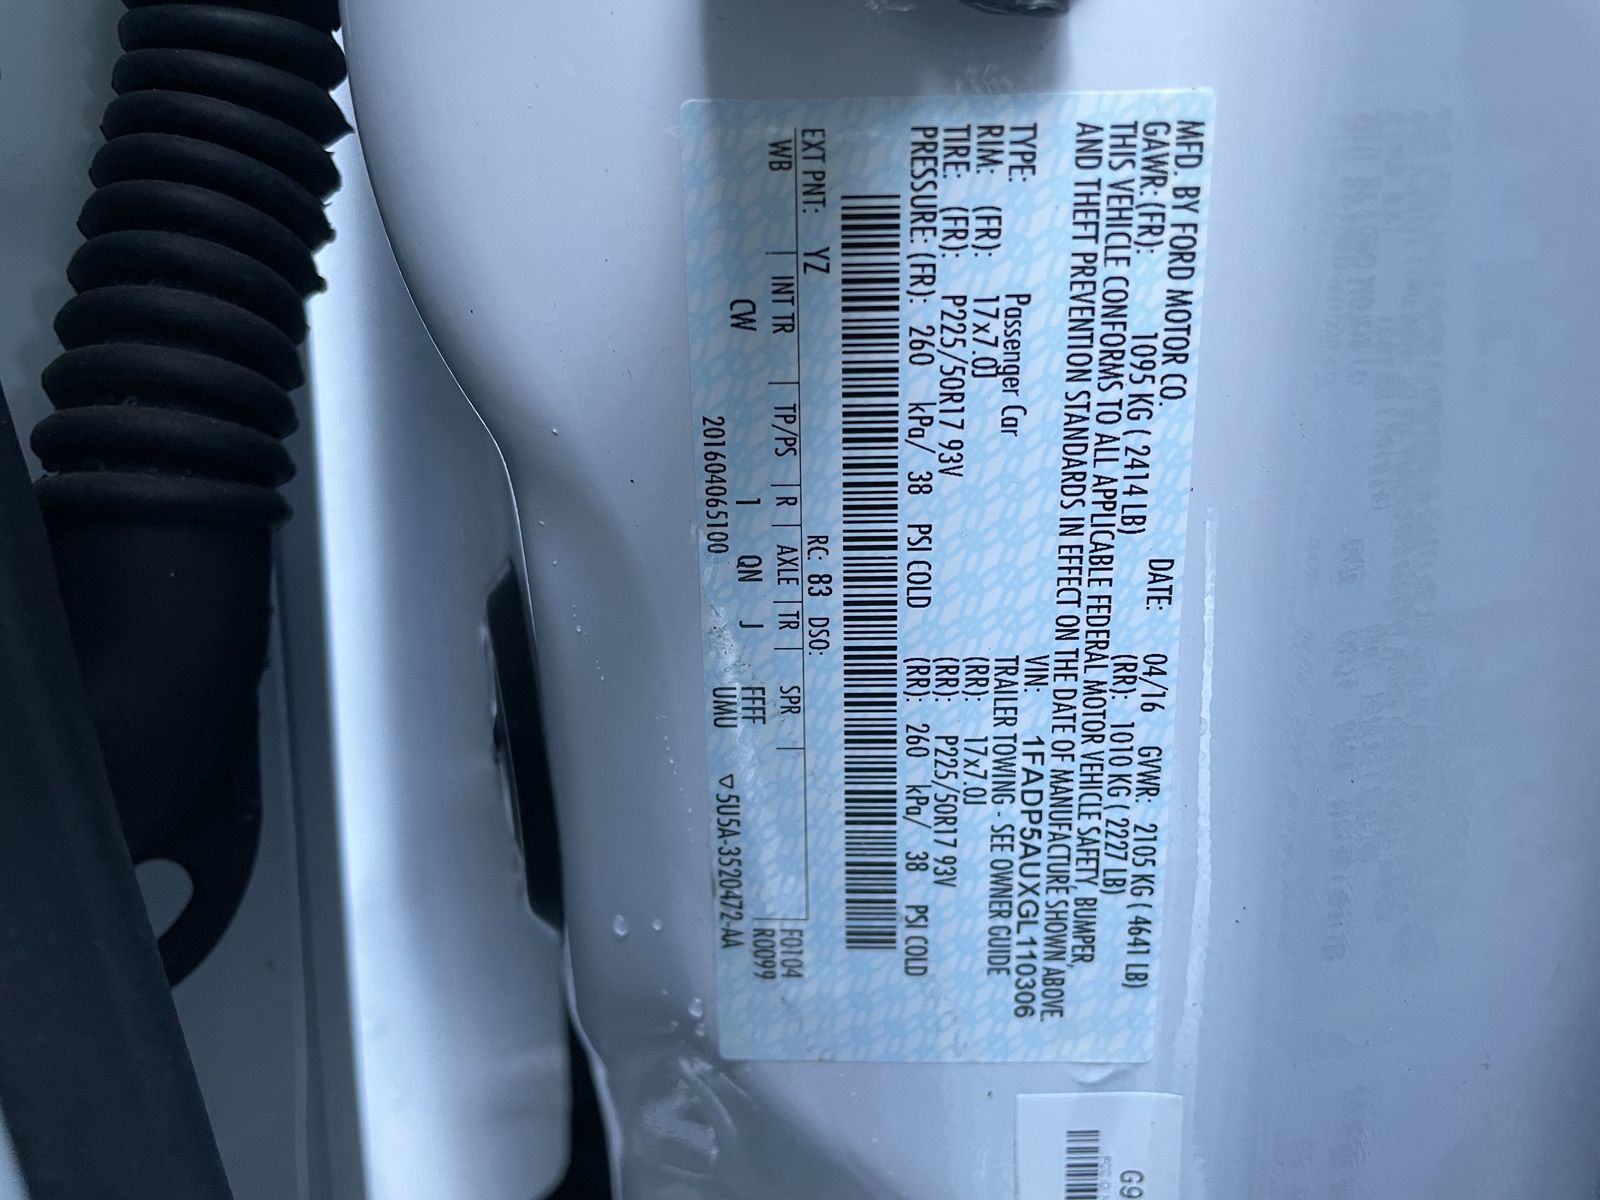 MFD. BY FORD MOTOR CO.
DATE: 04/16 GVWR: 2105 KG ( 4641 LB)
GAWR: (FR): 1095 KG ( 2414 LB) (RR): 1010 KG ( 2227 LB)
THIS VEHICLE CONFORMS TO ALL APPLICABLE FEDERAL MOTOR VEHICLE SAFETY, BUMPER,
AND THEFT PREVENTION STANDARDS IN EFFECT ON THE DATE OF MANUFACTURE SHOWN ABOVE.
VIN: 1FADP5AUXGL110306
TYPE: Passenger Car TRAILER TOWING - SEE OWNER GUIDE
RIM: (FR): 17x7.0J (RR): 17x7.0J
TIRE: (FR): P225/50R17 93V (RR): P225/50R17 93V
PRESSURE: (FR): 260 kPa/ 38 PSI COLD (RR): 260 kPa/ 38 PSI COLD
EXT PNT: YZ RC: 83 DSO: F0104
WB INT TR TP/PS R AXLE TR SPR R0099
CW 1 QN J FFFF
201604065100 UMU ▽5U5A-3520472-AA
G9